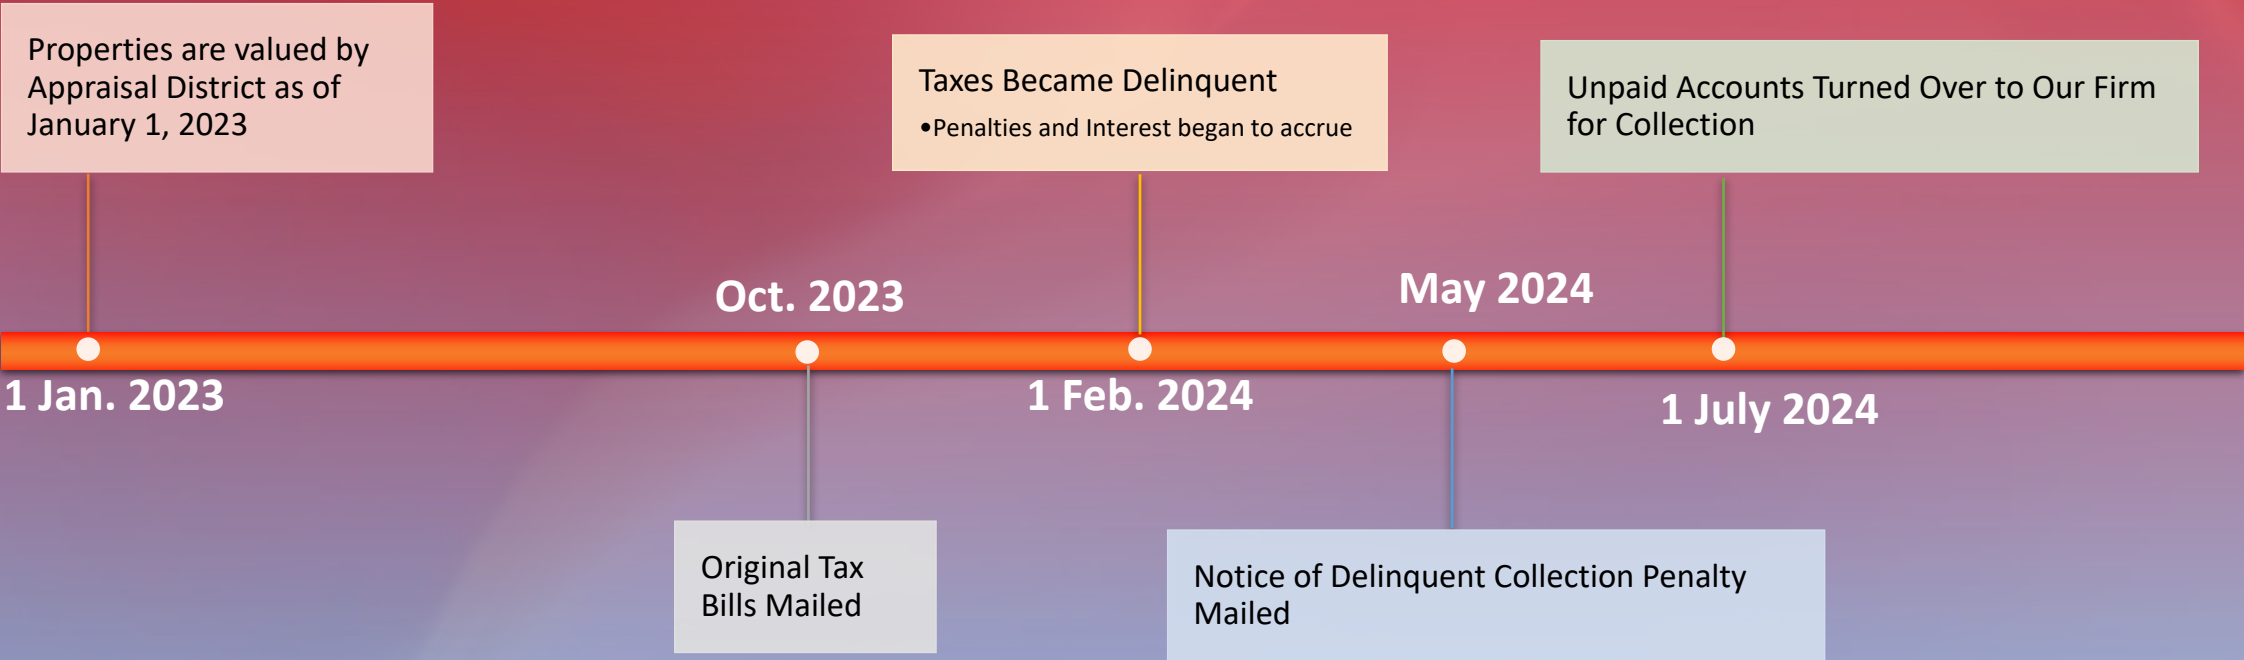 Properties are valued by
Appraisal District as of
January 1, 2023
Taxes Became Delinquent
•Penalties and Interest began to accrue
Unpaid Accounts Turned Over to Our Firm
for Collection
Oct. 2023
May 2024
1 Jan. 2023
1 Feb. 2024
1 July 2024
Original Tax
Bills Mailed
Notice of Delinquent Collection Penalty
Mailed